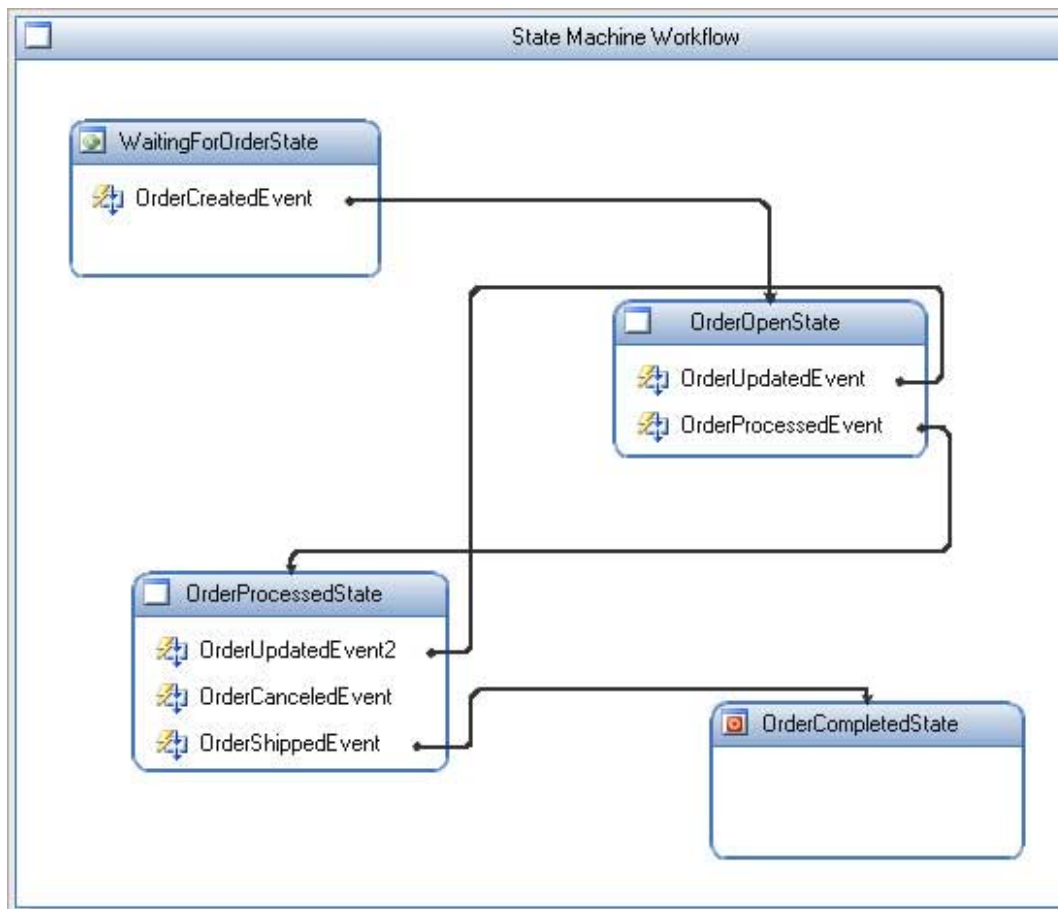 State Machine Workflow
WaitingForOrderState
OrderCreatedEvent
OrderOpenState
OrderUpdatedEvent
OrderProcessedEvent
OrderProcessedState
OrderUpdatedEvent2
OrderCanceledEvent
OrderShippedEvent
OrderCompletedState